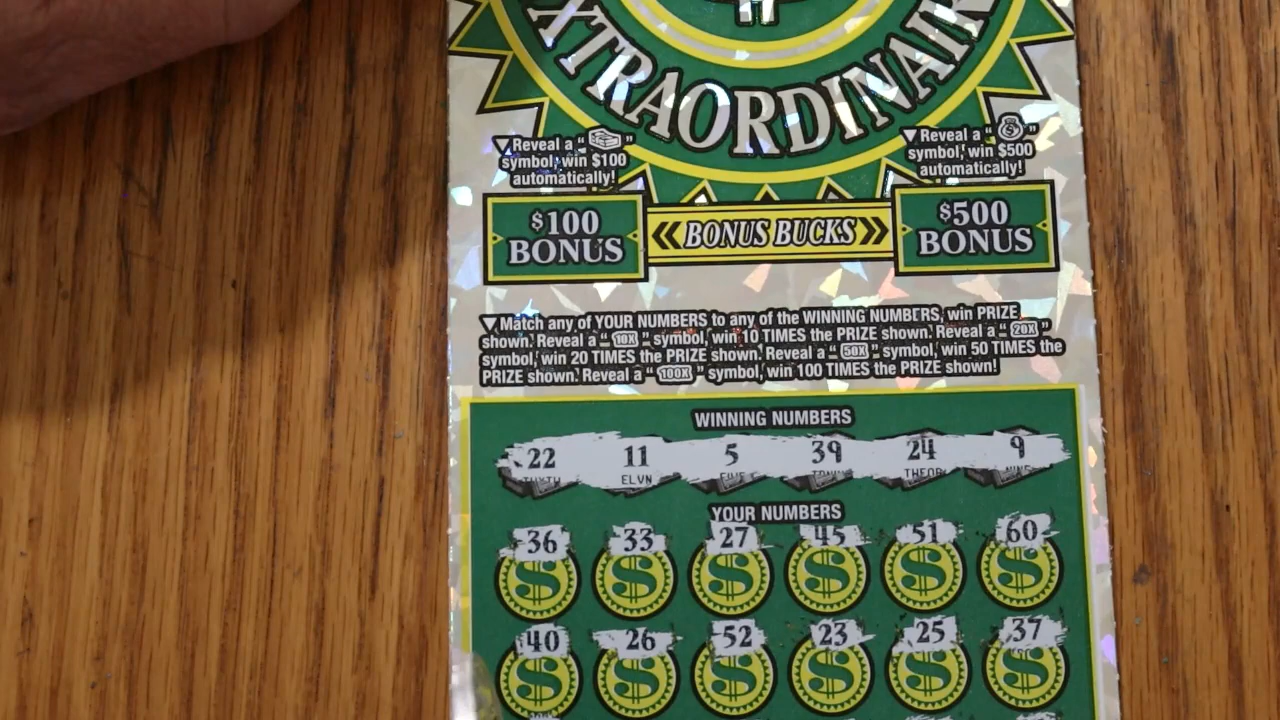 XTRAORDINAIR
▼Reveal a " "
symbol, win $100
automatically!
▼Reveal a " "
symbol, win $500
automatically!
$100
BONUS
BONUS BUCKS
$500
BONUS
▼Match any of YOUR NUMBERS to any of the WINNING NUMBERS, win PRIZE
shown. Reveal a "10X" symbol, win 10 TIMES the PRIZE shown. Reveal a "20X"
symbol, win 20 TIMES the PRIZE shown. Reveal a "50X" symbol, win 50 TIMES the
PRIZE shown. Reveal a "100X" symbol, win 100 TIMES the PRIZE shown!
WINNING NUMBERS
22 11 5 39 24 9
ELVN
YOUR NUMBERS
36 33 27 45 51 60
$ $ $ $ $ $
40 26 52 23 25 37
$ $ $ $ $ $